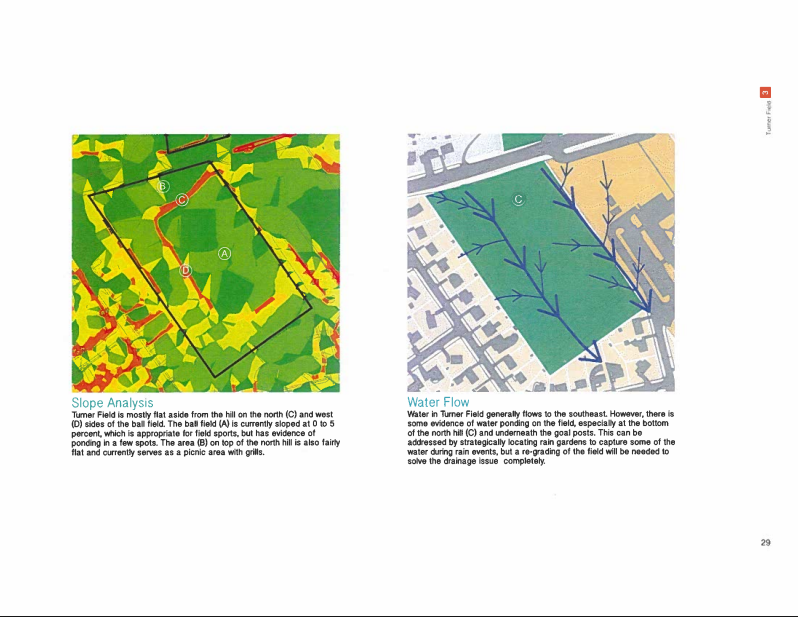 3
Turner Field
B
C
A
D
C
Slope Analysis
Turner Field is mostly flat aside from the hill on the north (C) and west
(D) sides of the ball field. The ball field (A) is currently sloped at 0 to 5
percent, which is appropriate for field sports, but has evidence of
ponding in a few spots. The area (B) on top of the north hill is also fairly
flat and currently serves as a picnic area with grills.
Water Flow
Water in Turner Field generally flows to the southeast. However, there is
some evidence of water ponding on the field, especially at the bottom
of the north hill (C) and underneath the goal posts. This can be
addressed by strategically locating rain gardens to capture some of the
water during rain events, but a re-grading of the field will be needed to
solve the drainage issue completely.
29